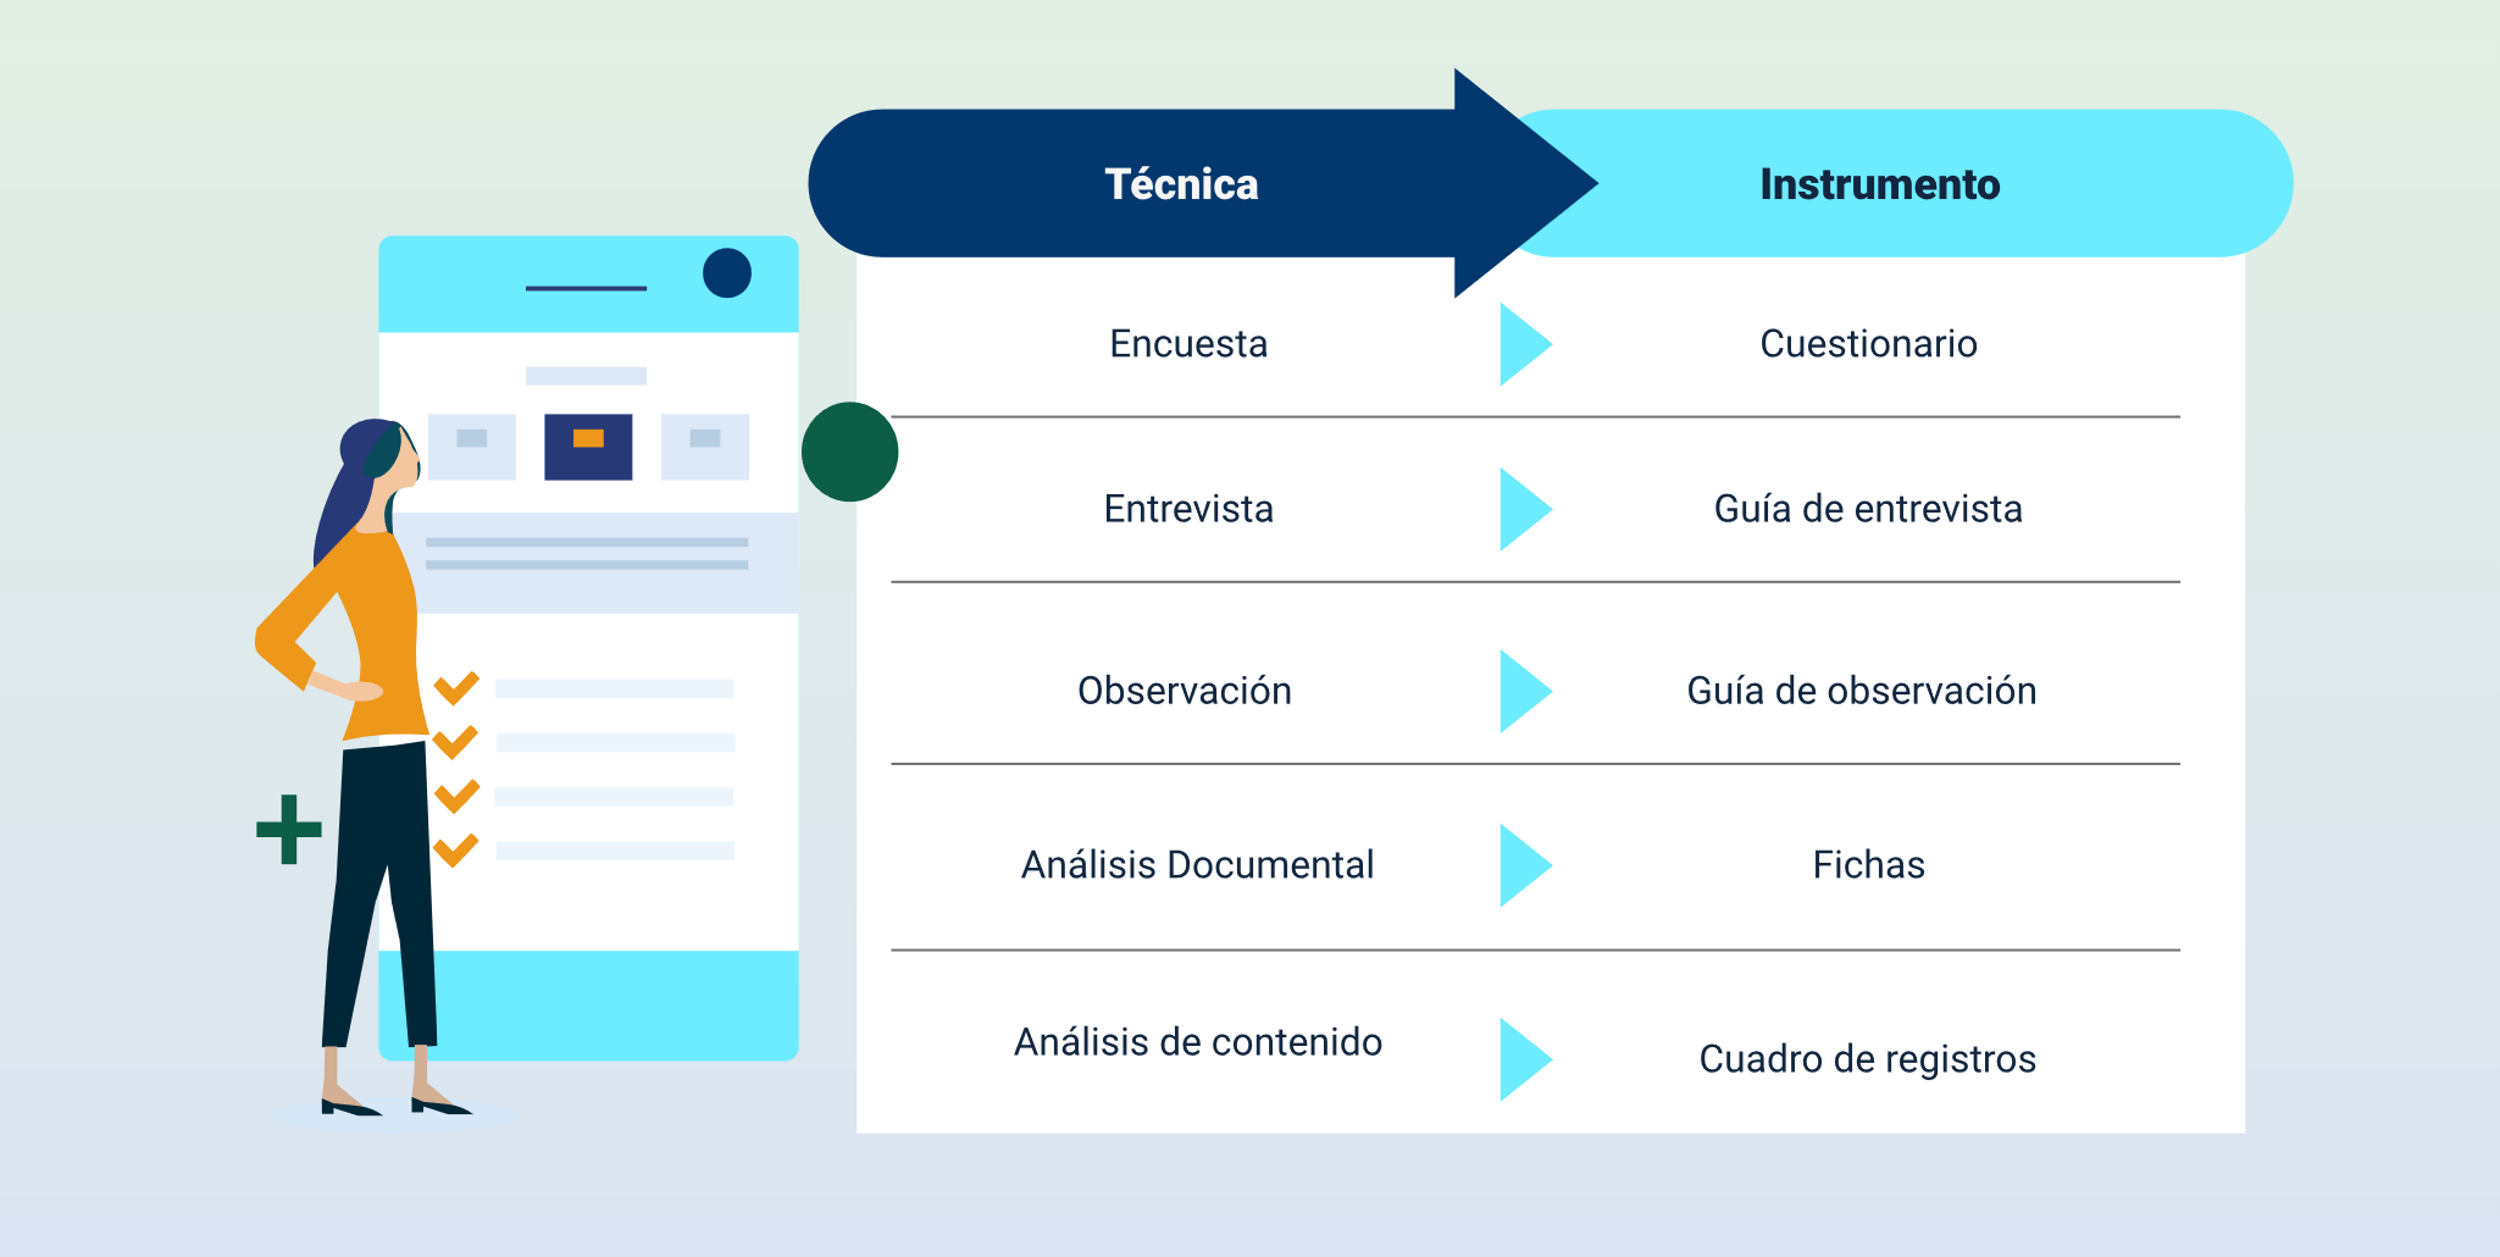 Técnica
Instrumento
Encuesta
Cuestionario
Entrevista
Guía de entrevista
Observación
Guía de observación
Análisis Documental
Fichas
Análisis de contenido
Cuadro de registros